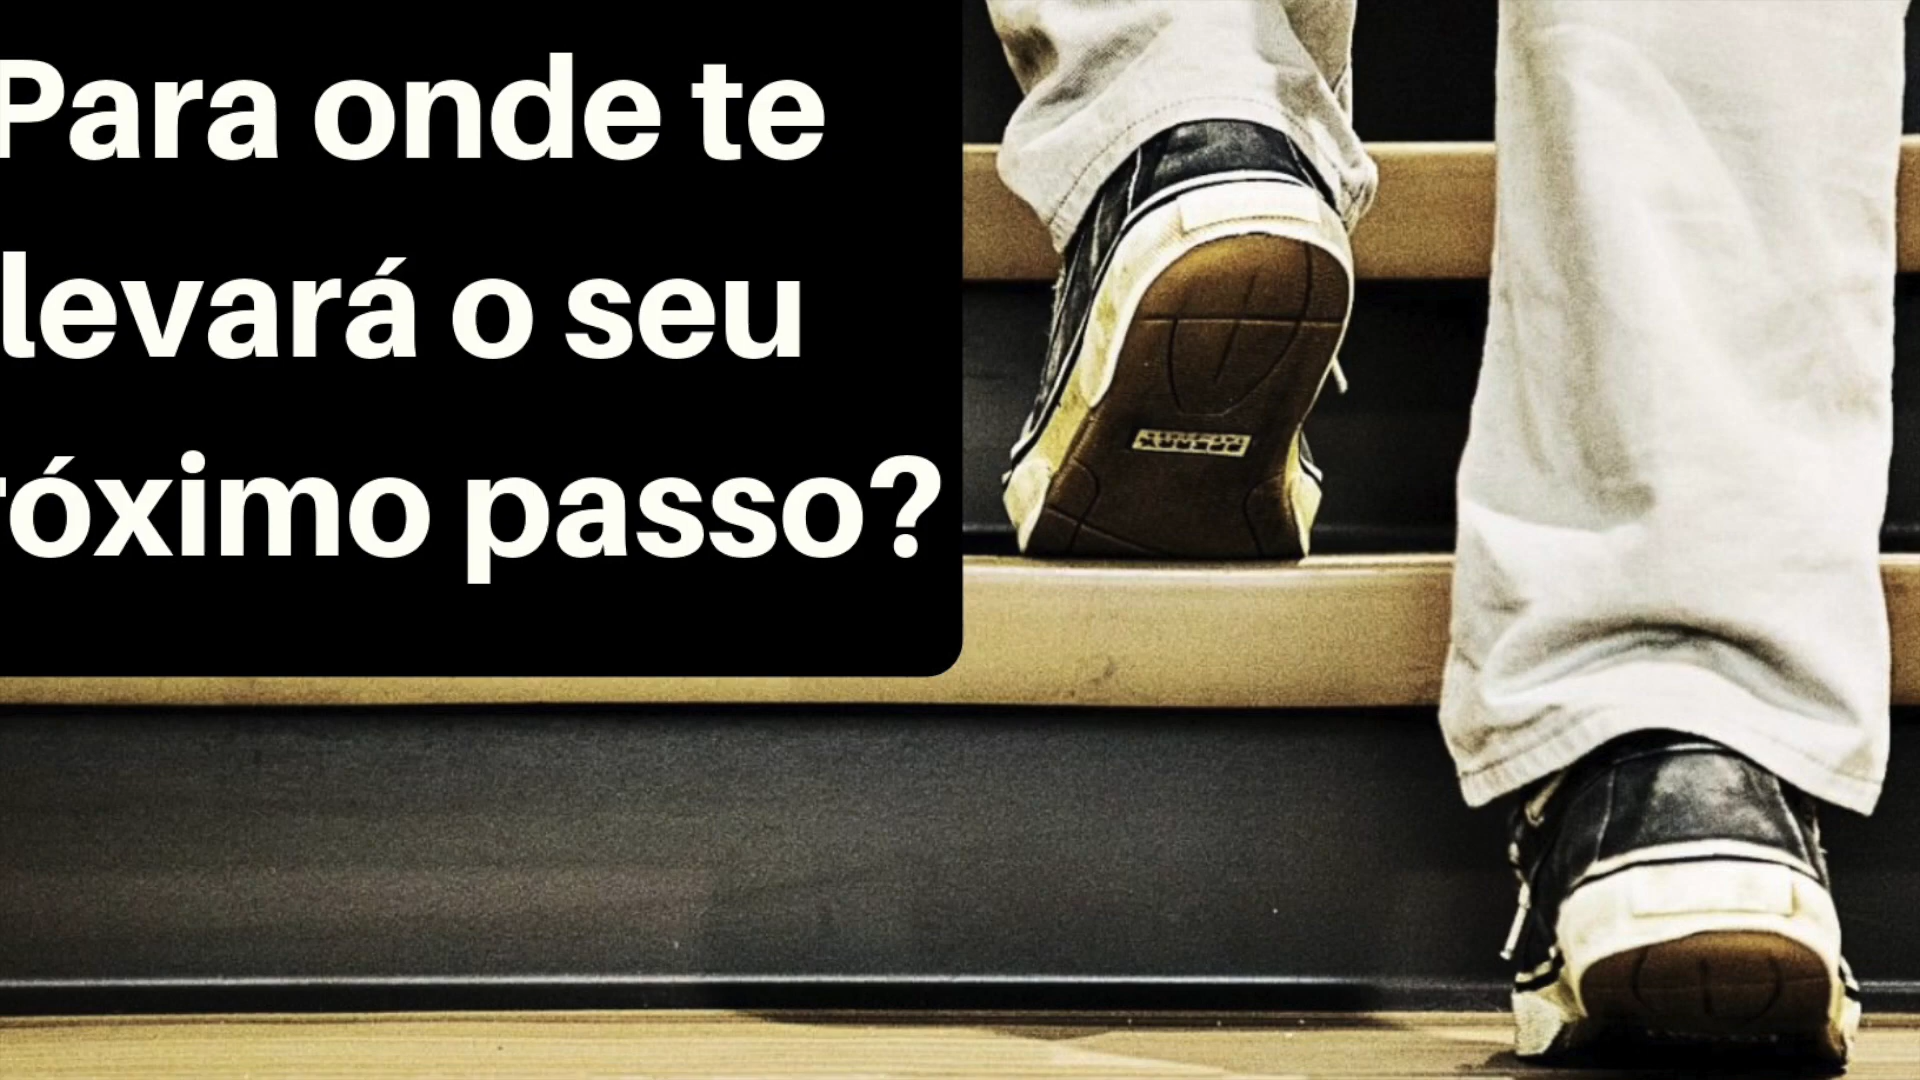 Para onde te
levará o seu
róximo passo?